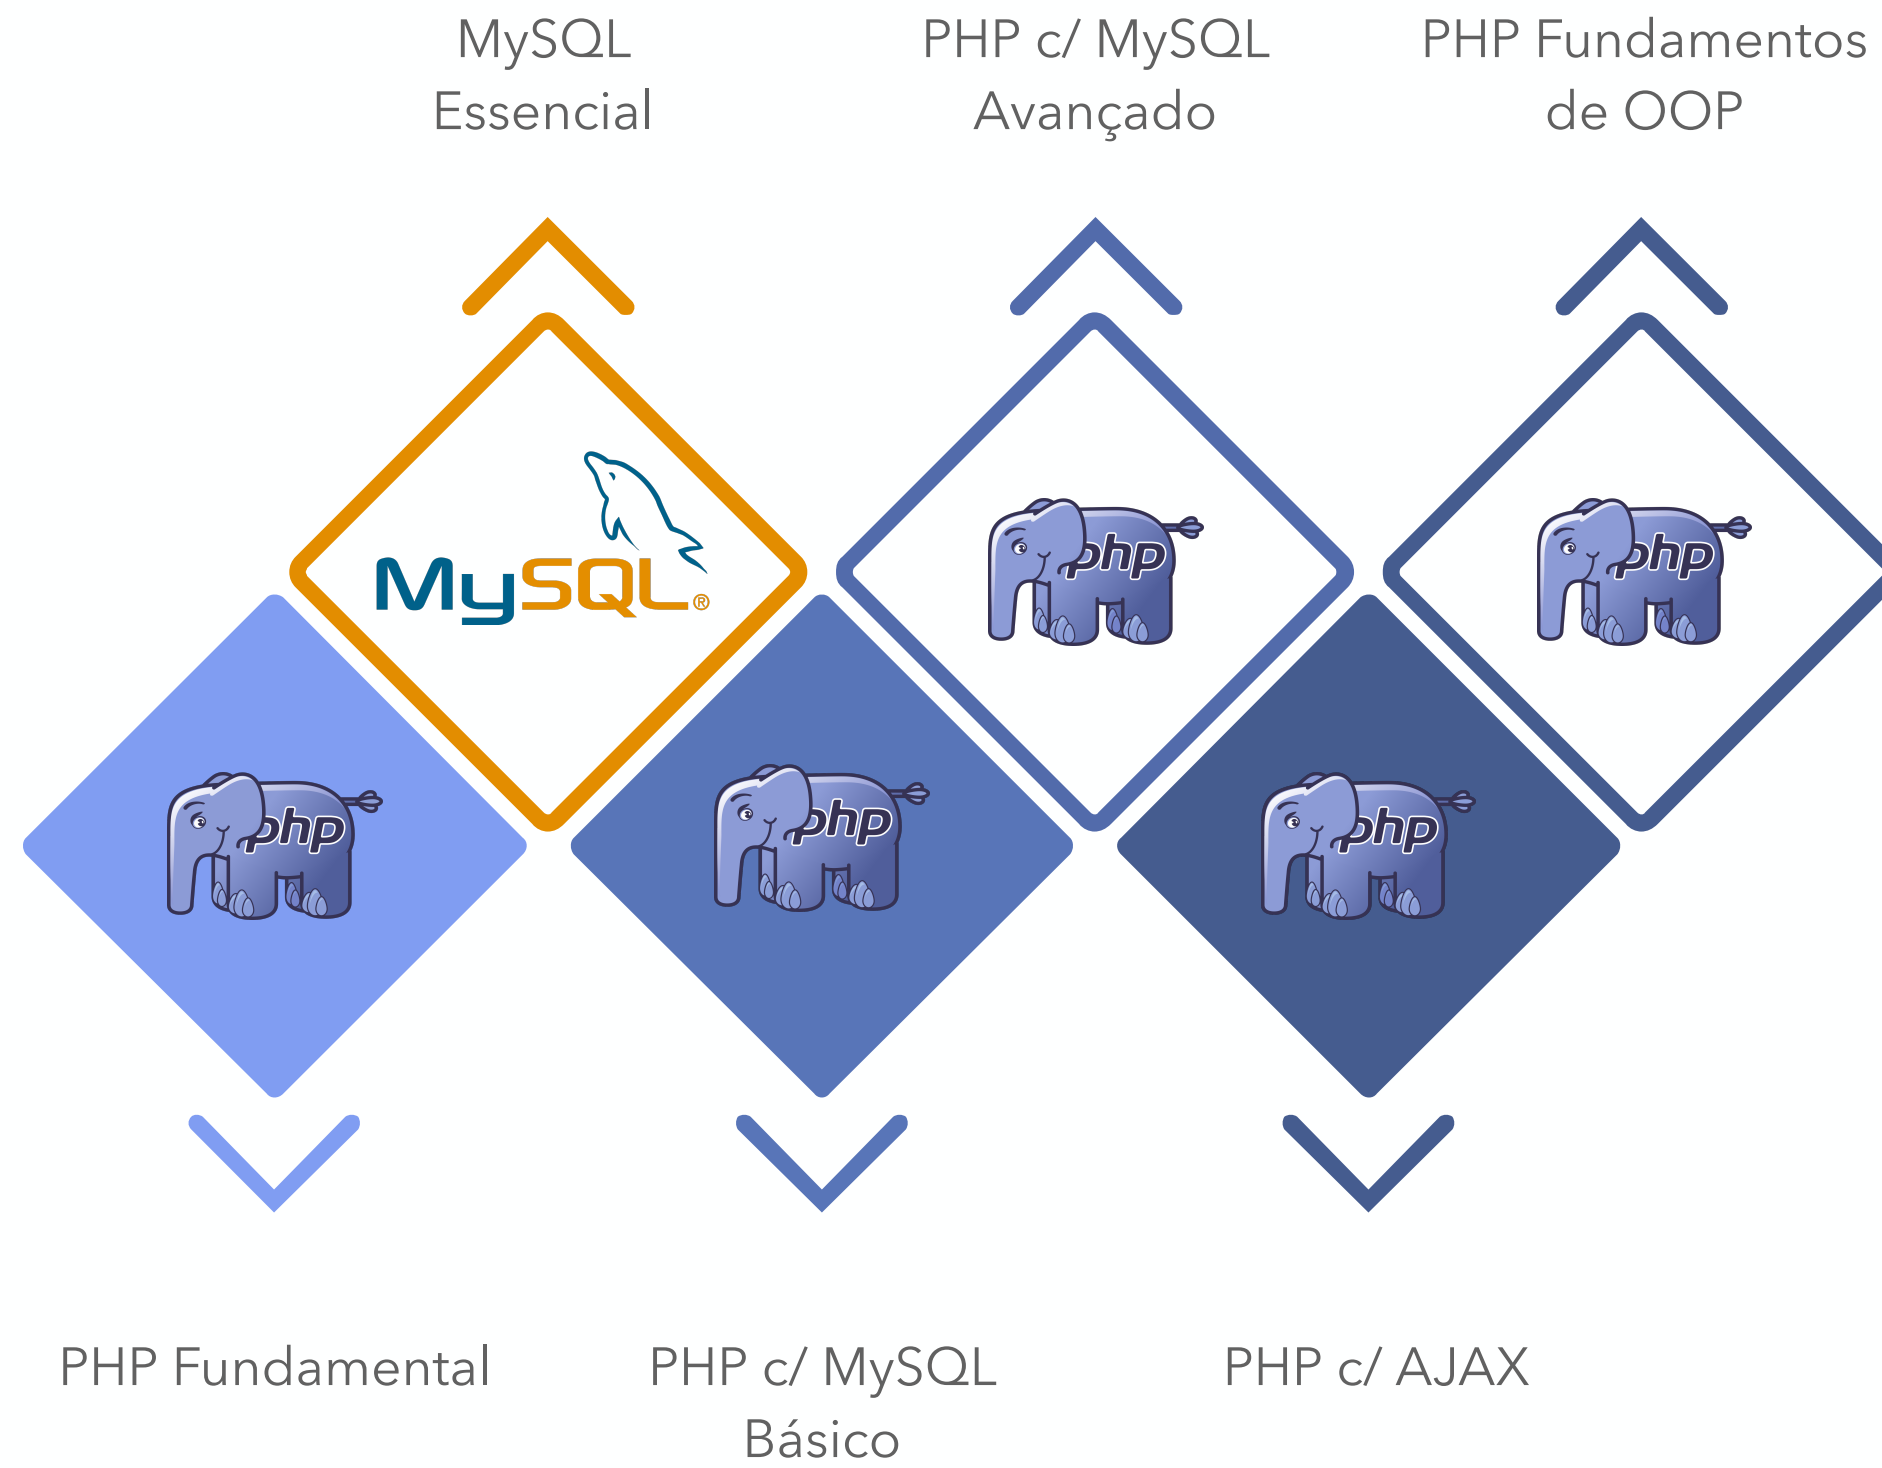 MySQL
Essencial
PHP c/ MySQL
Avançado
PHP Fundamentos
de OOP
MySQL®
php
php
php
php
php
PHP Fundamental
PHP c/ MySQL
Básico
PHP c/ AJAX